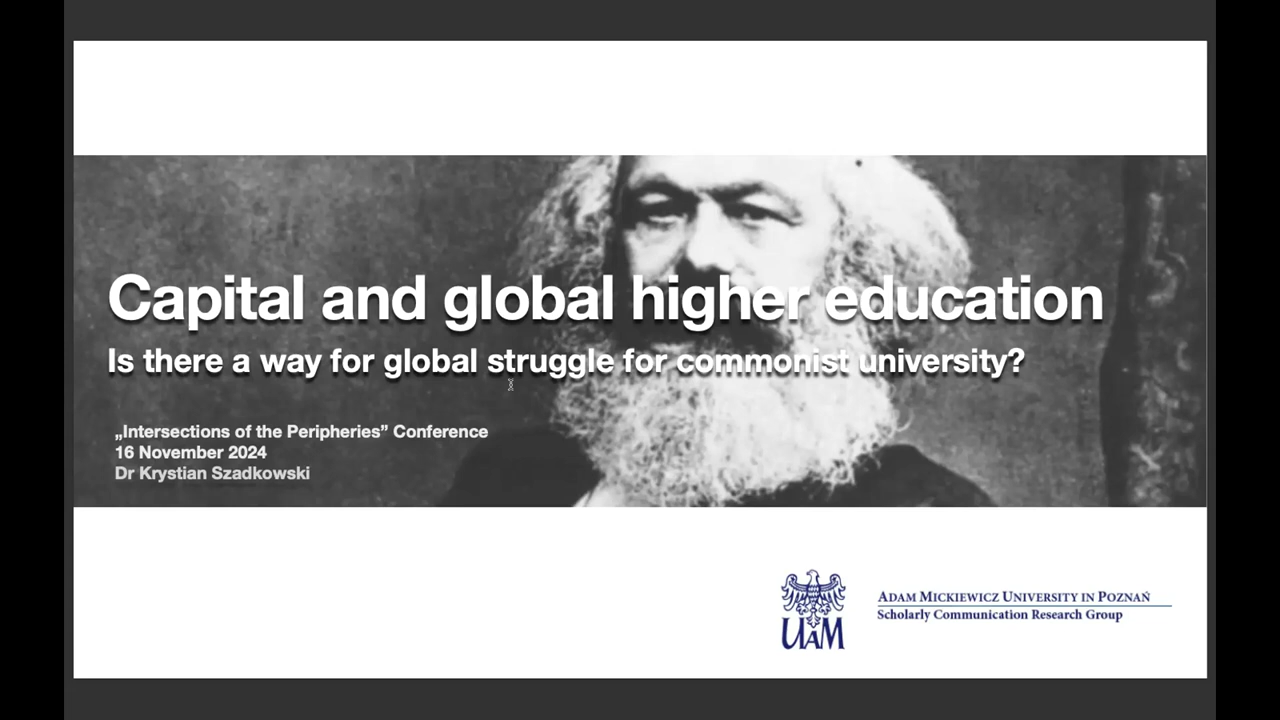 Capital and global higher education
Is there a way for global struggle for commonist university?
„Intersections of the Peripheries” Conference
16 November 2024
Dr Krystian Szadkowski
UAM
ADAM MICKIEWICZ UNIVERSITY IN POZNAŃ
Scholarly Communication Research Group